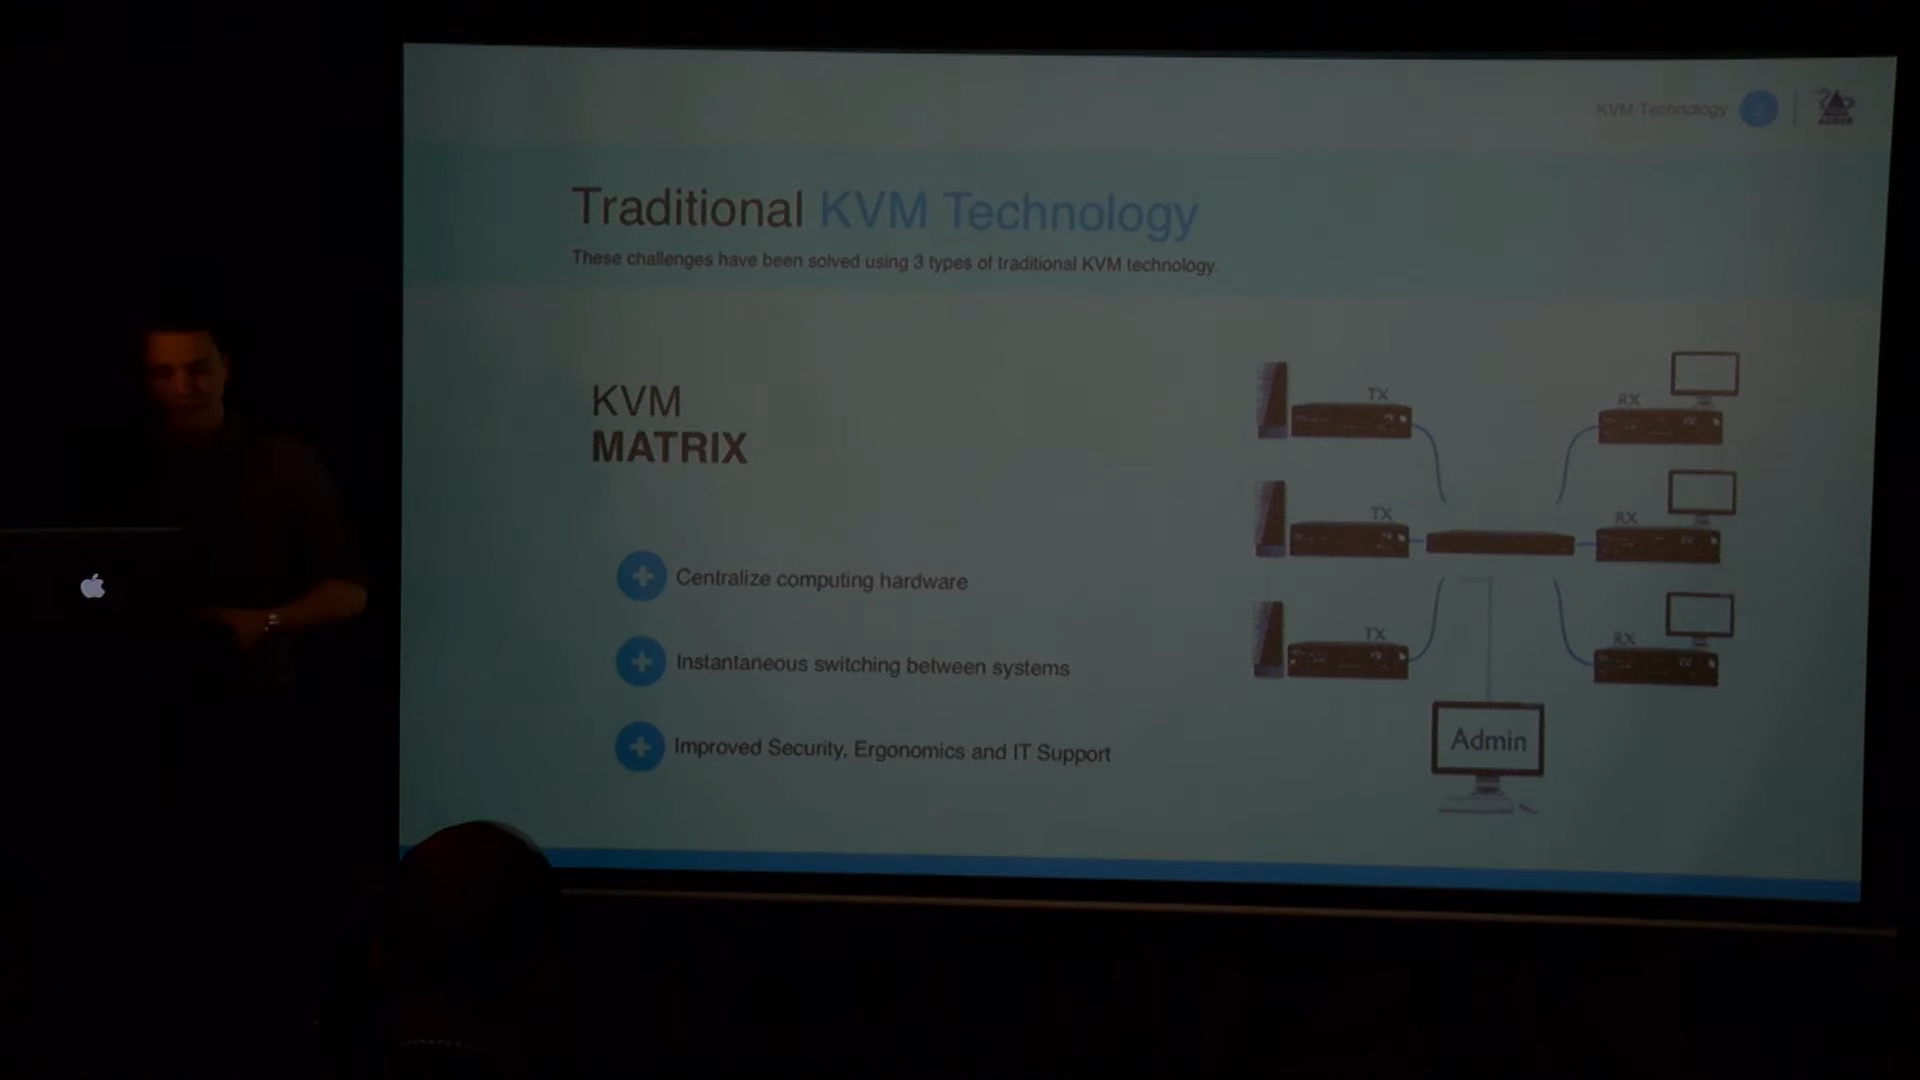 KVM Technology
ADDER
Traditional KVM Technology
These challenges have been solved using 3 types of traditional KVM technology.
KVM
MATRIX
Centralize computing hardware
Instantaneous switching between systems
Improved Security, Ergonomics and IT Support
TX
RX
TX
RX
TX
RX
Admin